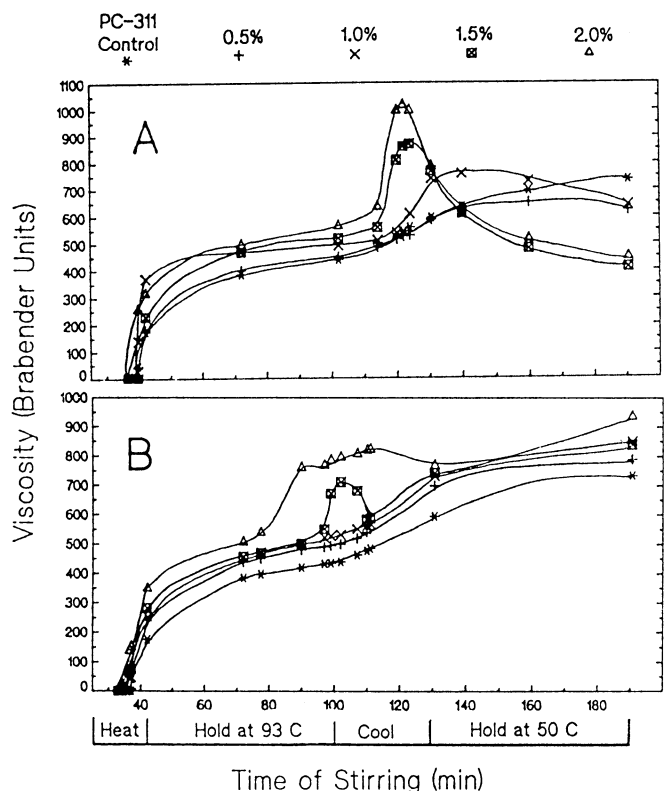 PC-311
Control 0.5% 1.0% 1.5% 2.0%
1100
1000
900
800
700
600
500
400
300
200
100
0
A
1000
900
800
700
600
500
400
300
200
100
0
B
Viscosity (Brabender Units)
40 60 80 100 120 140 160 180
Heat Hold at 93 C Cool Hold at 50 C
Time of Stirring (min)